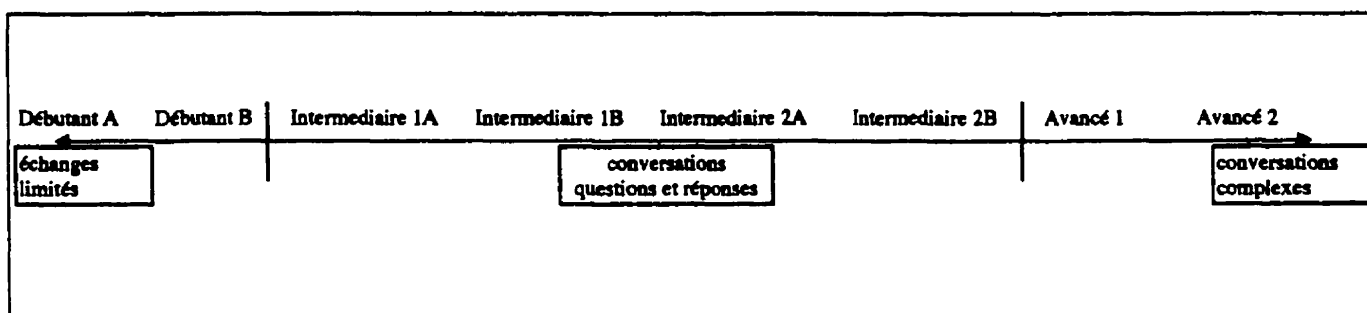 Débutant A Débutant B Intermediaire 1A Intermediaire 1B Intermediaire 2A Intermediaire 2B Avancé 1 Avancé 2
échanges
limités
conversations
questions et réponses
conversations
complexes